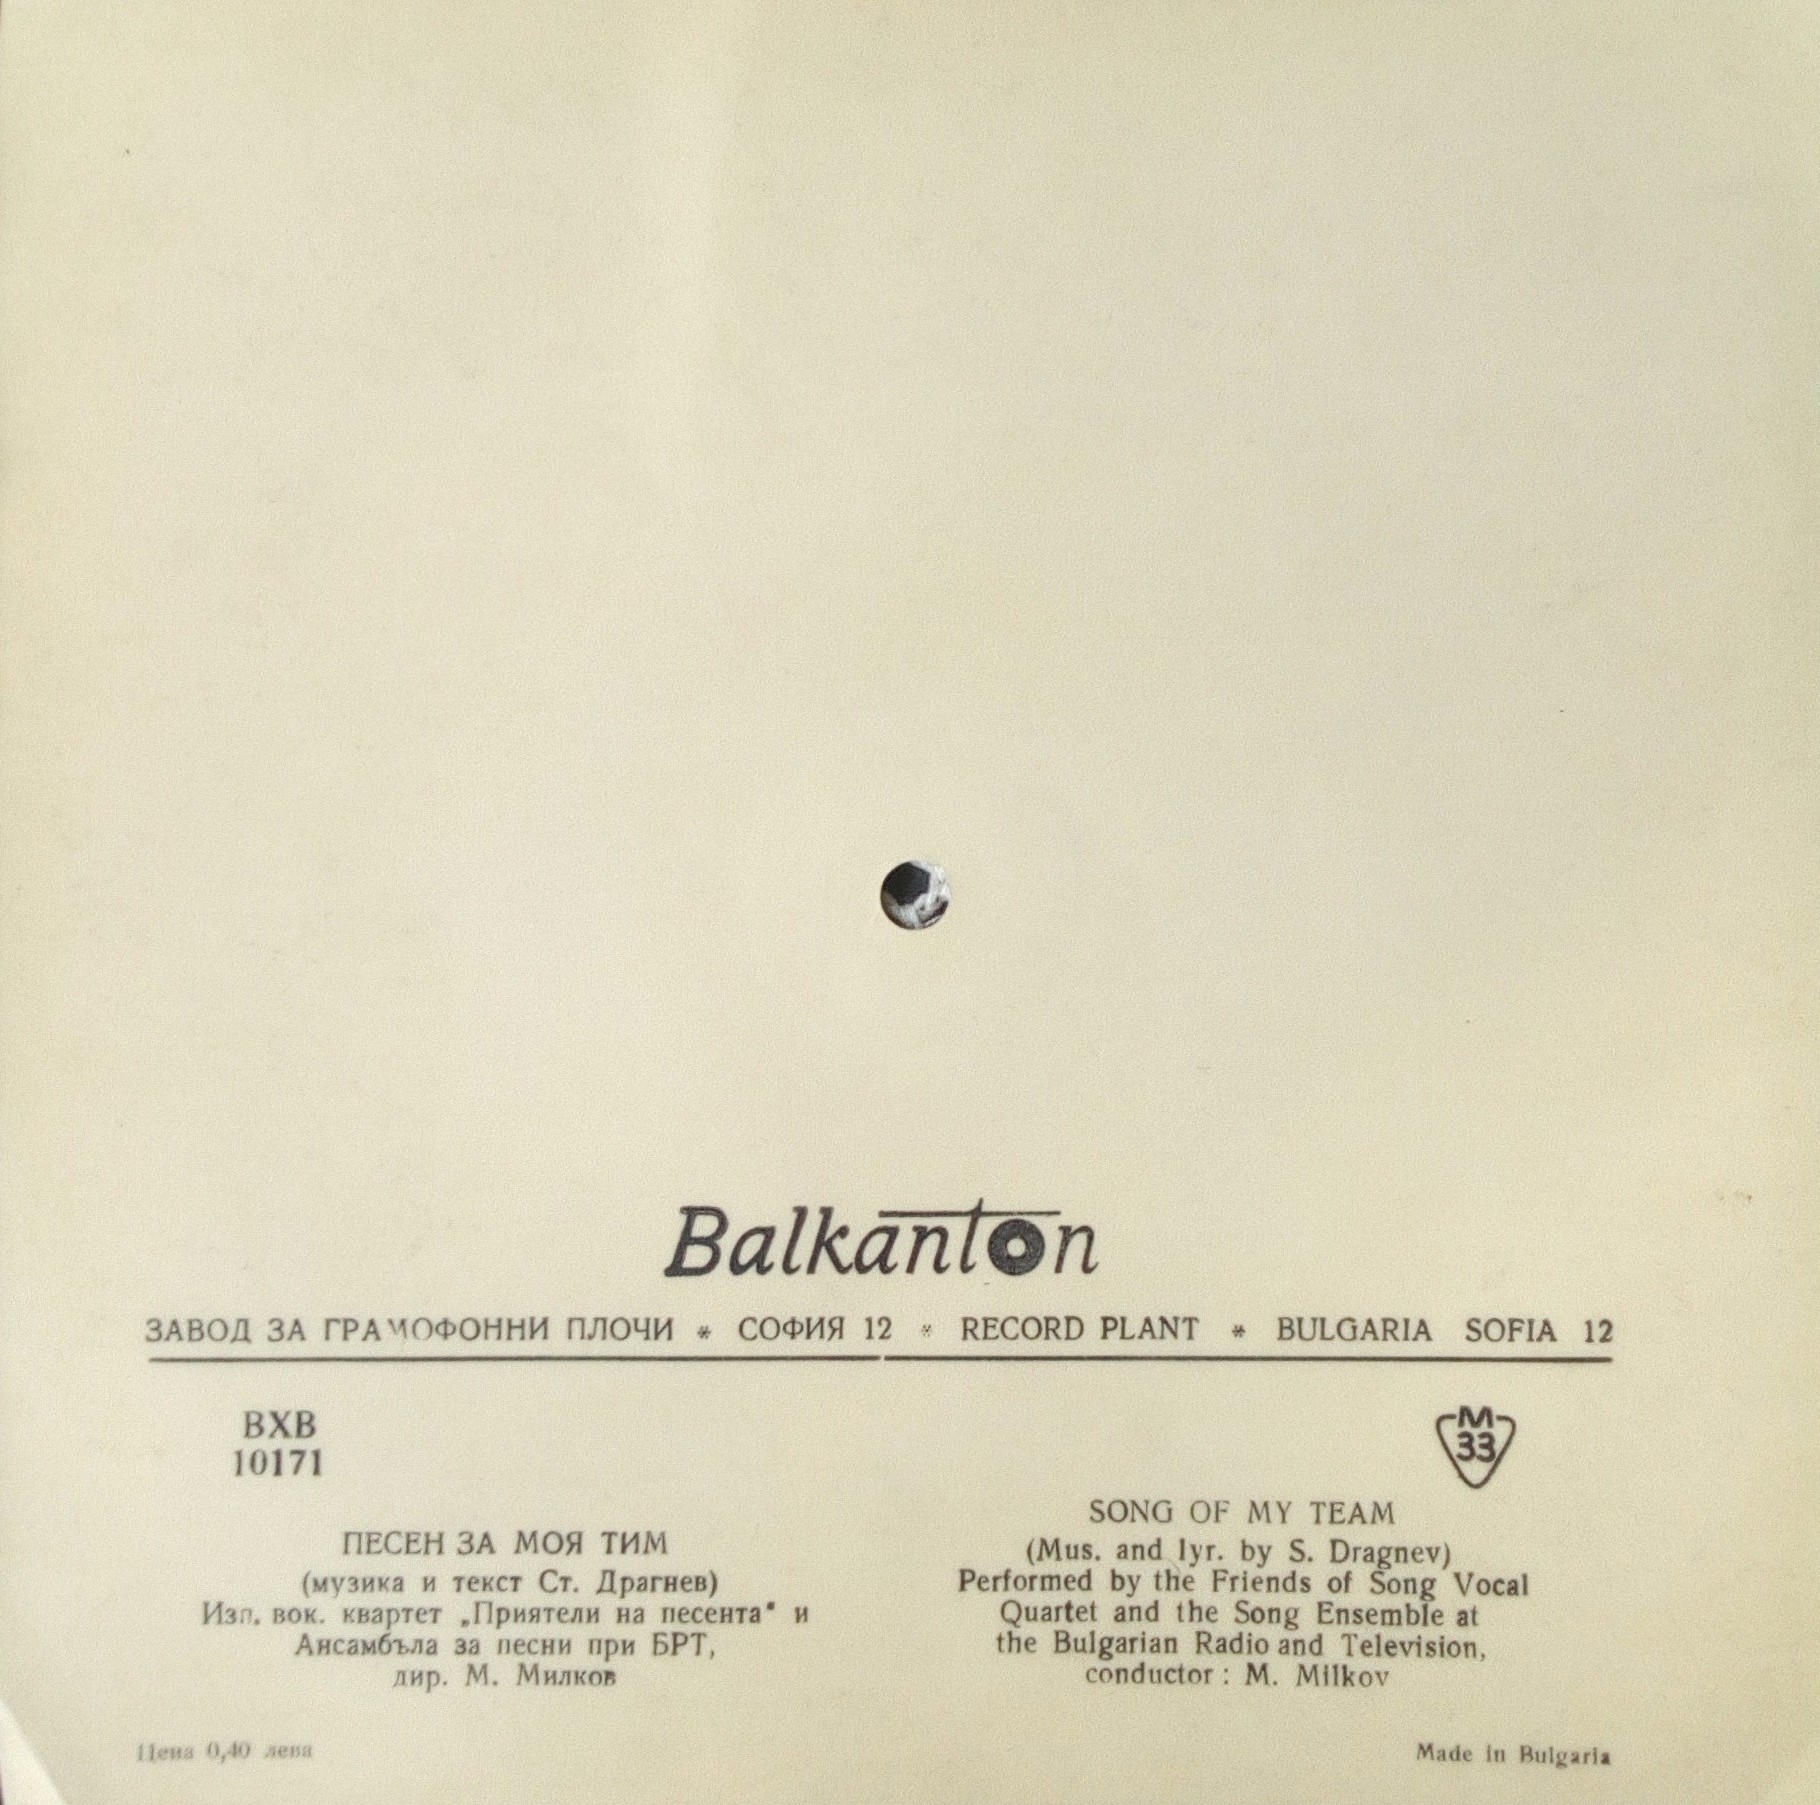 Balkanton
ЗАВОД ЗА ГРАМОФОННИ ПЛОЧИ * СОФИЯ 12 * RECORD PLANT * BULGARIA SOFIA 12
ВХВ
10171
ПЕСЕН ЗА МОЯ ТИМ
(музика и текст Ст. Драгнев)
Изп. вок. квартет „Приятели на песента" и
Ансамбъла за песни при БРТ,
дир. М. Милков
Цена 0,40 лева
М
33
SONG OF MY TEAM
(Mus. and lyr. by S. Dragnev)
Performed by the Friends of Song Vocal
Quartet and the Song Ensemble at
the Bulgarian Radio and Television,
conductor : M. Milkov
Made in Bulgaria